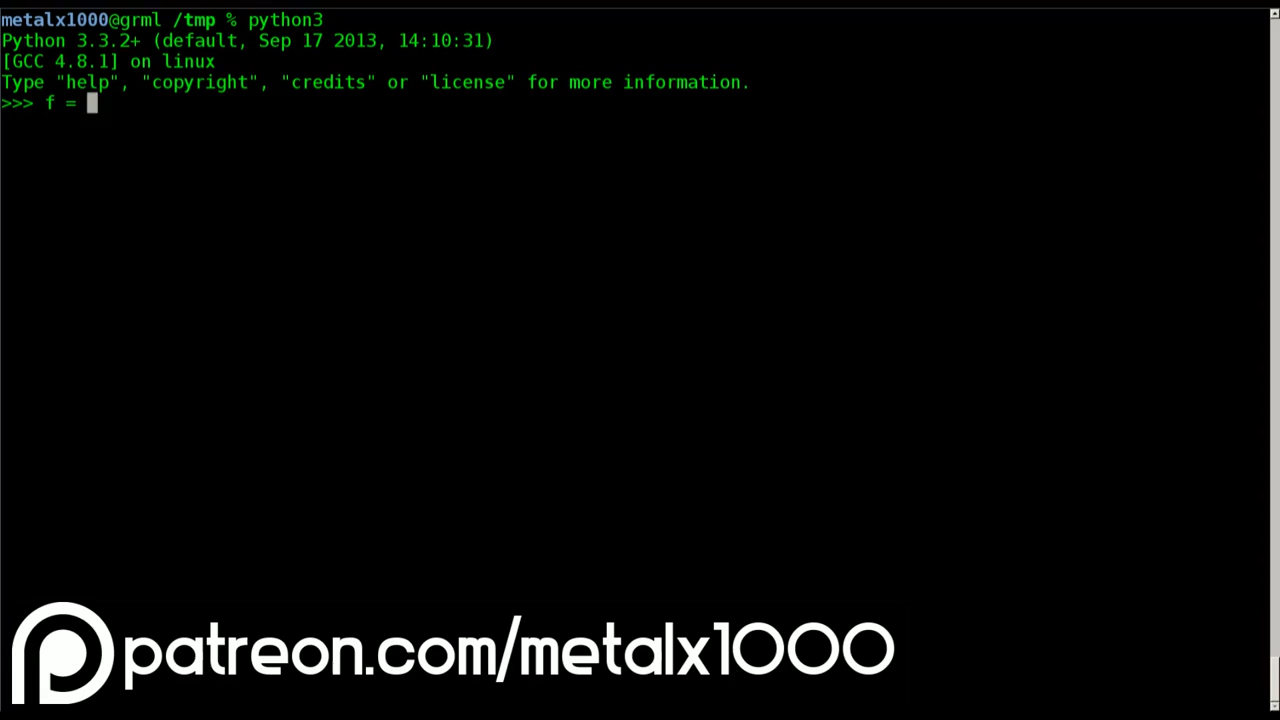 metalx1000@grml /tmp % python3
Python 3.3.2+ (default, Sep 17 2013, 14:10:31)
[GCC 4.8.1] on linux
Type "help", "copyright", "credits" or "license" for more information.
>>> f =
patreon.com/metalx1000